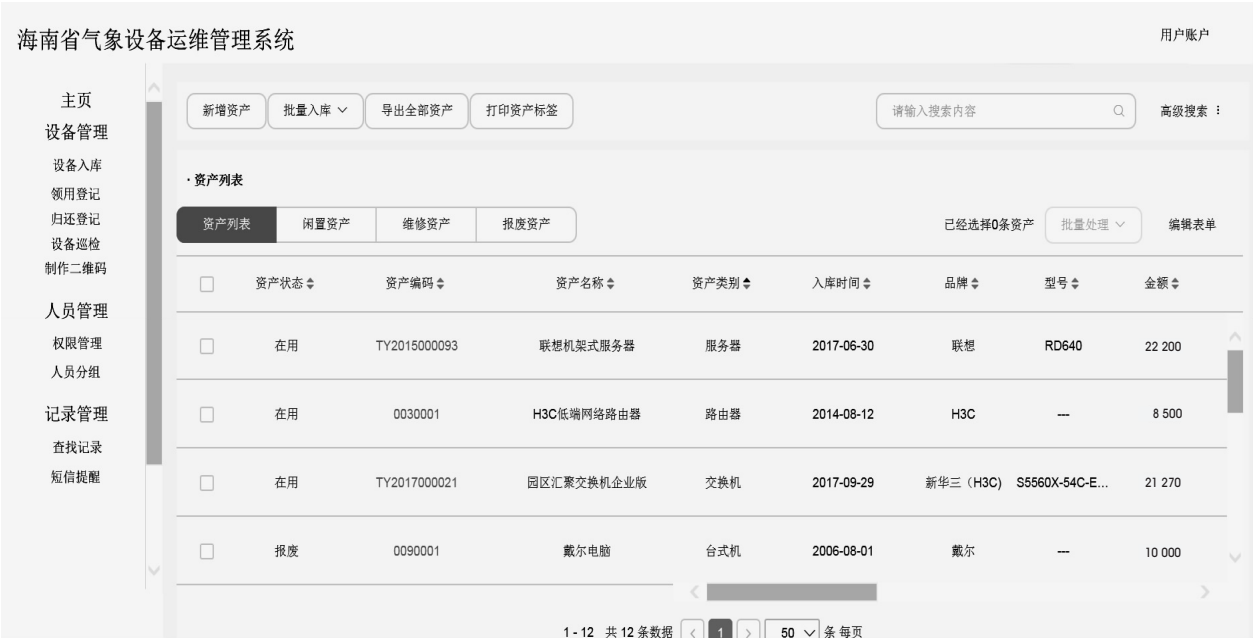 海南省气象设备运维管理系统
用户账户
主页
设备管理
设备入库
领用登记
归还登记
设备巡检
制作二维码
人员管理
权限管理
人员分组
记录管理
查找记录
短信提醒
新增资产 批量入库 导出全部资产 打印资产标签 请输入搜索内容 高级搜索
·资产列表
资产列表 闲置资产 维修资产 报废资产 已经选择0条资产 批量处理 编辑表单
资产状态 资产编码 资产名称 资产类别 入库时间 品牌 型号 金额
在用 TY2015000093 联想机架式服务器 服务器 2017-06-30 联想 RD640 22 200
在用 0030001 H3C低端网络路由器 路由器 2014-08-12 H3C --- 8 500
在用 TY2017000021 园区汇聚交换机企业版 交换机 2017-09-29 新华三（H3C） S5560X-54C-E... 21 270
报废 0090001 戴尔电脑 台式机 2006-08-01 戴尔 --- 10 000
1 - 12 共 12 条数据 < 1 > 50 条 每页